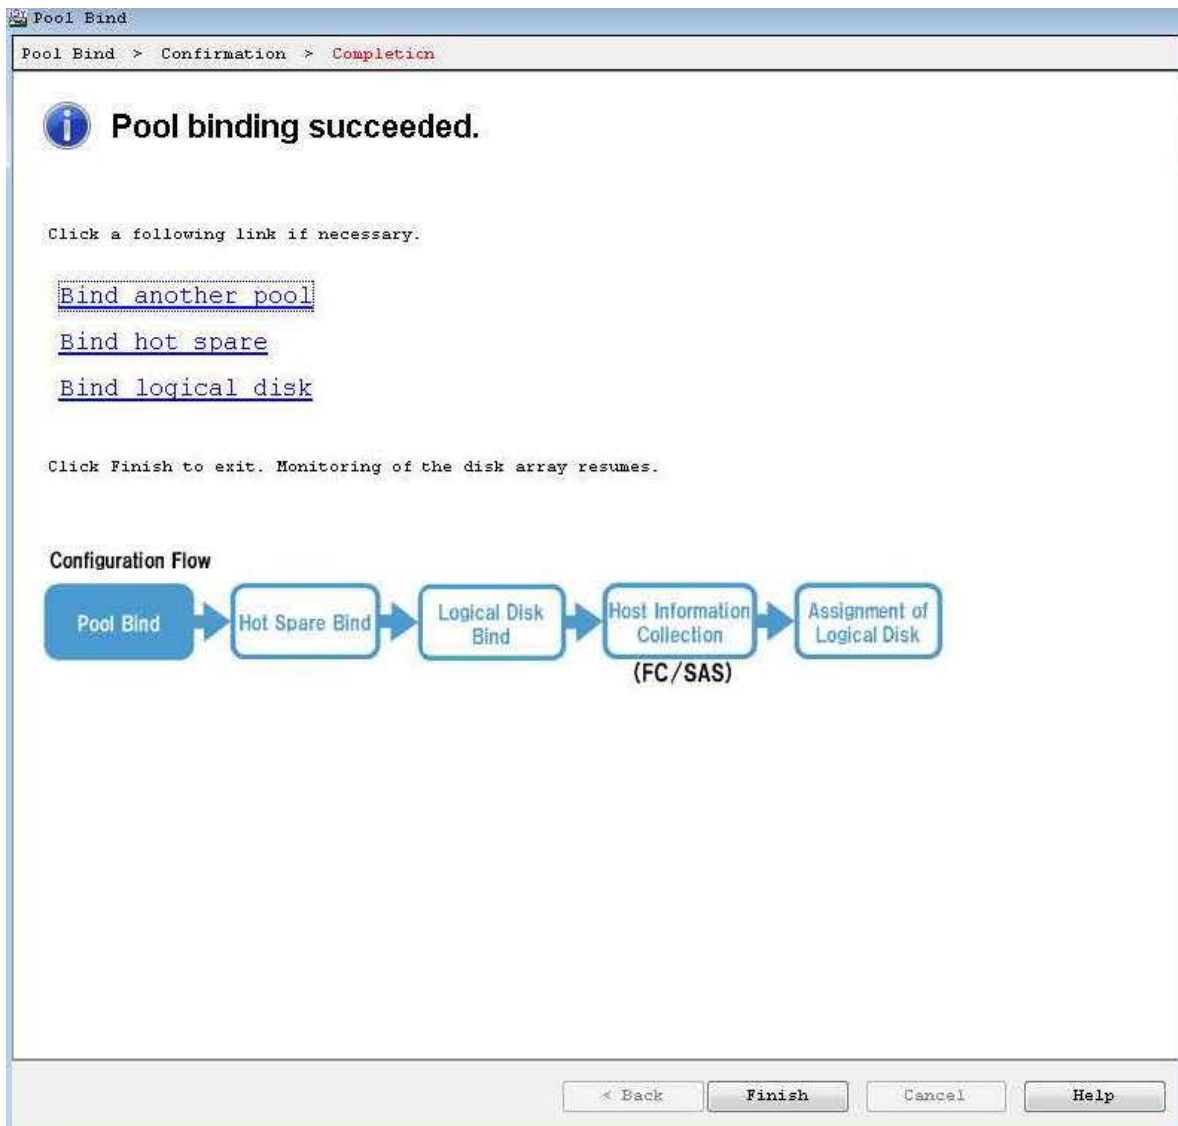 Pool Bind
Pool Bind > Confirmation > Completion
Pool binding succeeded.
Click a following link if necessary.
Bind another pool
Bind hot spare
Bind logical disk
Click Finish to exit. Monitoring of the disk array resumes.
Configuration Flow
Pool Bind
Hot Spare Bind
Logical Disk
Bind
Host Information
Collection
(FC/SAS)
Assignment of
Logical Disk
< Back
Finish
Cancel
Help